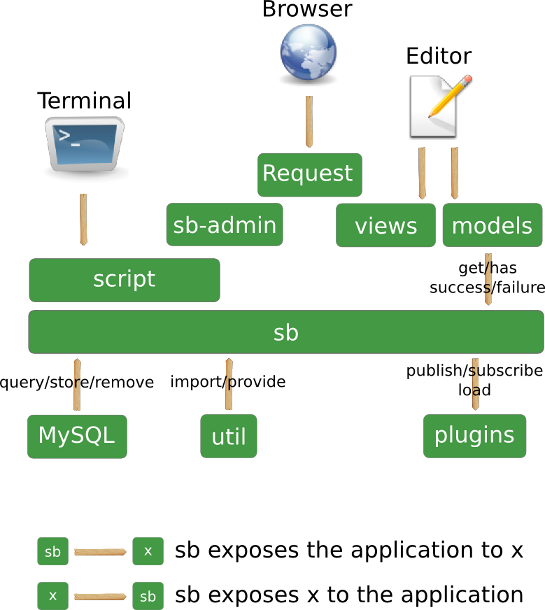 Browser
Editor
Terminal
>_
Request
sb-admin
views
models
script
get/has
success/failure
sb
query/store/remove
import/provide
publish/subscribe
load
MySQL
util
plugins
sb
x
sb exposes the application to x
x
sb
sb exposes x to the application